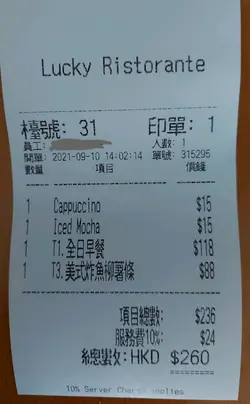 Lucky Ristorante
檯號: 31 印單: 1
員工: 人數: 1
開單: 2021-09-10 14:02:14 單號: 315295
數量 項目 價錢
1 Cappuccino $15
1 Iced Mocha $15
1 T1. 全日早餐 $118
1 T3. 美式炸魚柳薯條 $88
項目總數: $236
服務費10%: $24
總數: HKD $260
10% Server Charge applies